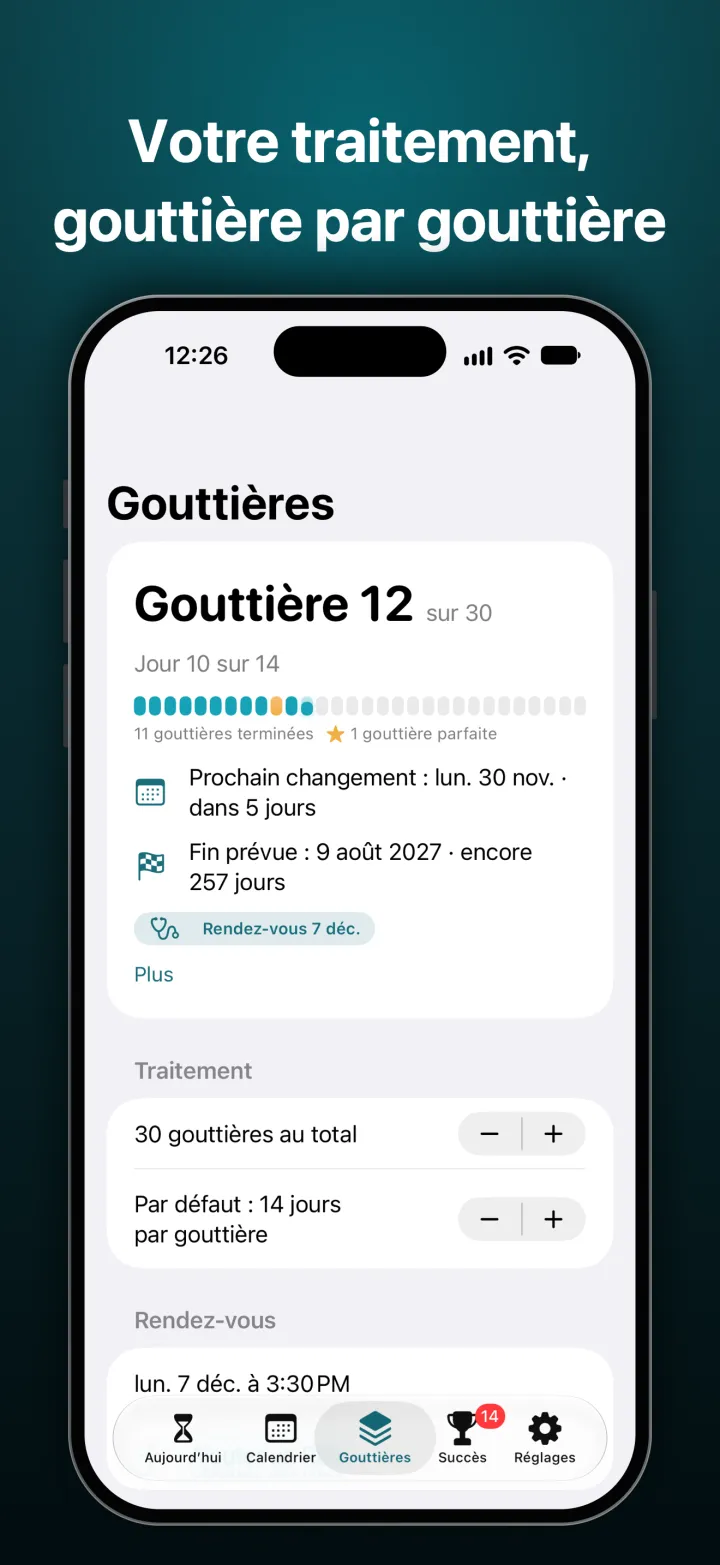 Votre traitement,
gouttière par gouttière
12:26
Gouttières
Gouttière 12 sur 30
Jour 10 sur 14
11 gouttières terminées ⭐ 1 gouttière parfaite
Prochain changement : lun. 30 nov. ·
dans 5 jours
Fin prévue : 9 août 2027 · encore
257 jours
Rendez-vous 7 déc.
Plus
Traitement
30 gouttières au total
Par défaut : 14 jours
par gouttière
Rendez-vous
lun. 7 déc. à 3:30 PM
14
Aujourd’hui Calendrier Gouttières Succès Réglages